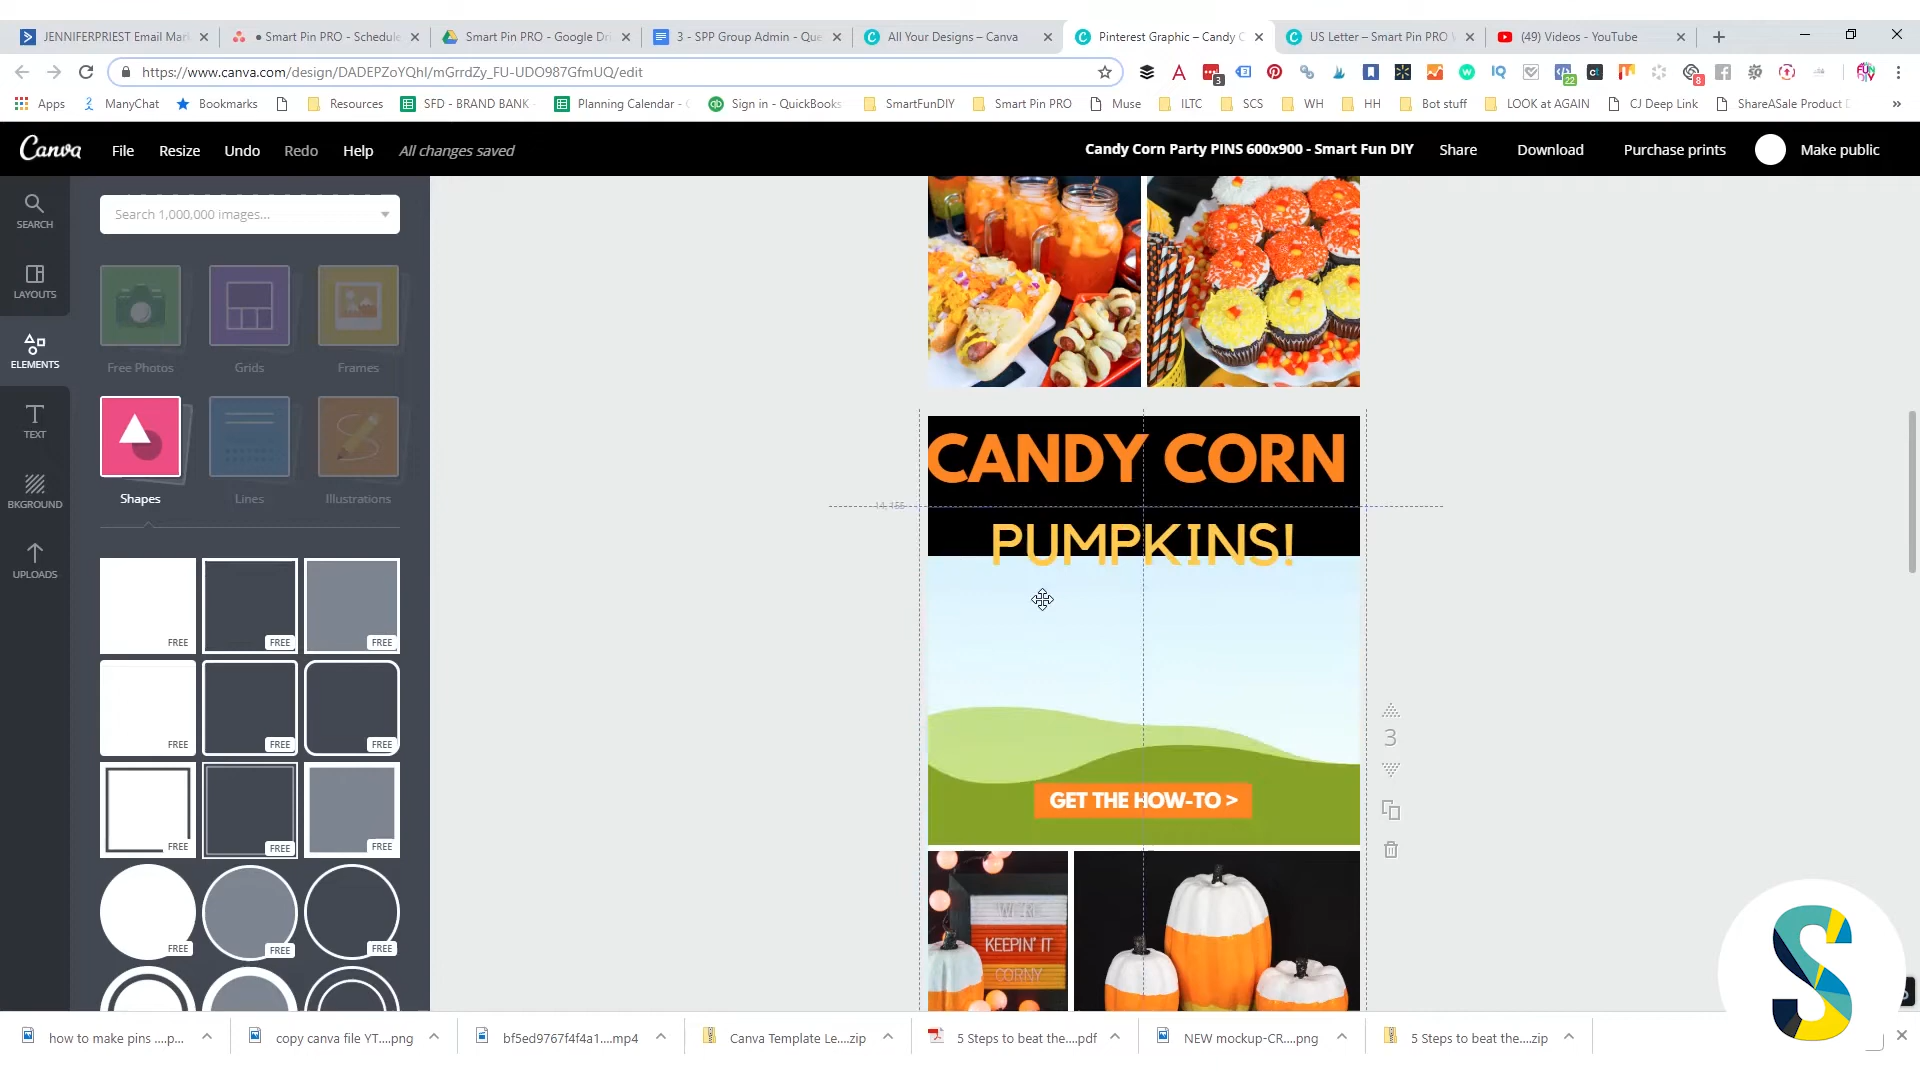 JENNIFERPRIEST Email Mar
• Smart Pin PRO - Schedule
Smart Pin PRO - Google Dri
3 - SPP Group Admin - Que
All Your Designs – Canva
Pinterest Graphic – Candy C
US Letter – Smart Pin PRO W
(49) Videos - YouTube
https://www.canva.com/design/DADEPZoYQhI/mGrrdZy_FU-UDO987GfmUQ/edit
3
22
8
Apps
ManyChat
Bookmarks
Resources
SFD - BRAND BANK -
Planning Calendar - G
Sign in - QuickBooks
SmartFunDIY
Smart Pin PRO
Muse
ILTC
SCS
WH
HH
Bot stuff
LOOK at AGAIN
CJ Deep Link
ShareASale Product D
Canva
File
Resize
Undo
Redo
Help
All changes saved
Candy Corn Party PINS 600x900 - Smart Fun DIY
Share
Download
Purchase prints
Make public
SEARCH
LAYOUTS
ELEMENTS
TEXT
BKGROUND
UPLOADS
Search 1,000,000 images...
Free Photos
Grids
Frames
Shapes
Lines
Illustrations
FREE
FREE
FREE
FREE
FREE
FREE
FREE
FREE
FREE
FREE
FREE
FREE
CANDY CORN
PUMPKINS!
GET THE HOW-TO >
WE'RE
KEEPIN' IT
CORNY
3
how to make pins ....p...
copy canva file YT....png
bf5ed9767f4f4a1....mp4
Canva Template Le....zip
5 Steps to beat the....pdf
NEW mockup-CR....png
5 Steps to beat the....zip
S